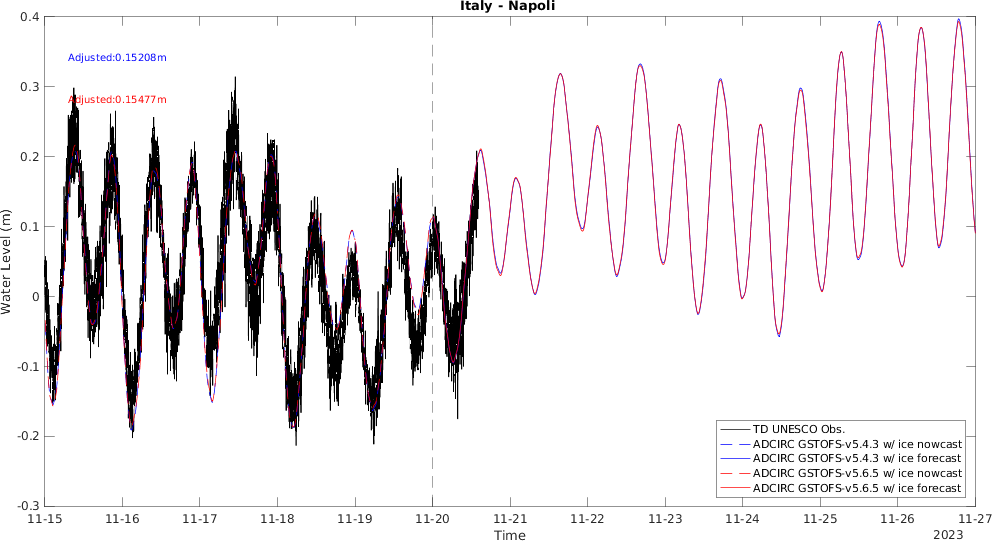 Italy - Napoli
0.4
0.3
0.2
0.1
0
-0.1
-0.2
-0.3
Water Level (m)
Adjusted:0.15208m
Adjusted:0.15477m
TD UNESCO Obs.
ADCIRC GSTOFS-v5.4.3 w/ ice nowcast
ADCIRC GSTOFS-v5.4.3 w/ ice forecast
ADCIRC GSTOFS-v5.6.5 w/ ice nowcast
ADCIRC GSTOFS-v5.6.5 w/ ice forecast
11-15 11-16 11-17 11-18 11-19 11-20 11-21 11-22 11-23 11-24 11-25 11-26 11-27
Time
2023